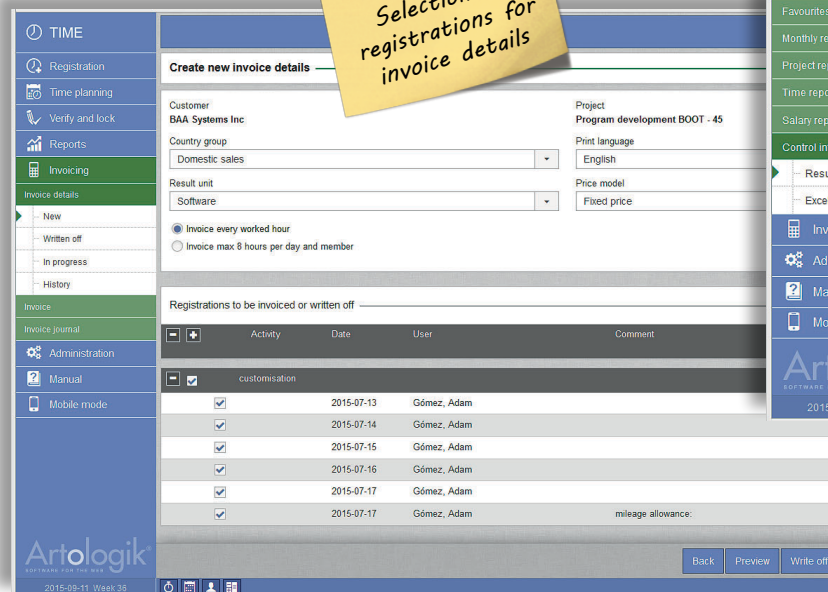 Selection
registrations for
invoice details
TIME
Registration
Time planning
Verify and lock
Reports
Invoicing
Invoice details
New
Written off
In progress
History
Invoice
Invoice journal
Administration
Manual
Mobile mode
Artologik
SOFTWARE FOR THE WEB
2015-09-11 Week 36
Create new invoice details
Customer
BAA Systems Inc
Project
Program development BOOT - 45
Country group
Domestic sales
Print language
English
Result unit
Software
Price model
Fixed price
Invoice every worked hour
Invoice max 8 hours per day and member
Registrations to be invoiced or written off
Activity Date User Comment
customisation
2015-07-13 Gómez, Adam
2015-07-14 Gómez, Adam
2015-07-15 Gómez, Adam
2015-07-16 Gómez, Adam
2015-07-17 Gómez, Adam
2015-07-17 Gómez, Adam mileage allowance:
Back Preview Write off
Favourites
Monthly re
Project rep
Time repo
Salary rep
Control in
Resu
Exce
Inv
Ad
Ma
Mo
Art
SOFTWARE
2015